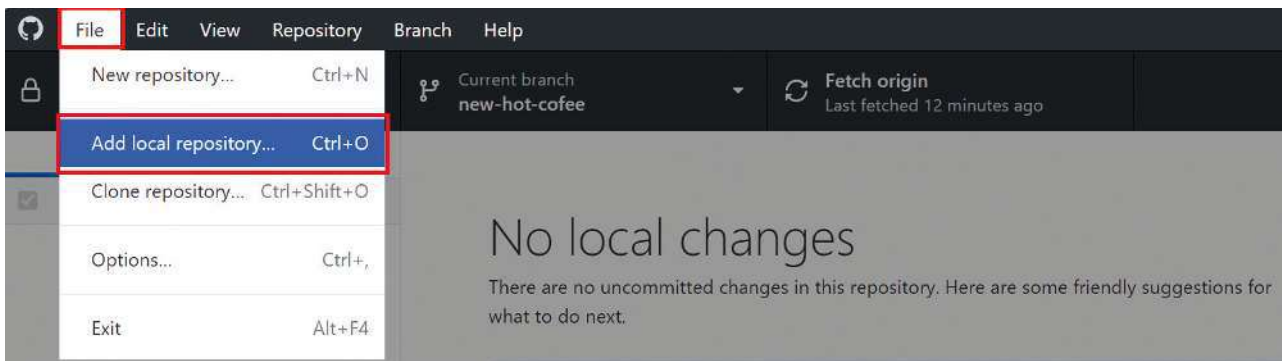 File Edit View Repository Branch Help
New repository... Ctrl+N
Current branch
new-hot-cofee
Fetch origin
Last fetched 12 minutes ago
Add local repository... Ctrl+O
Clone repository... Ctrl+Shift+O
Options... Ctrl+,
Exit Alt+F4
No local changes
There are no uncommitted changes in this repository. Here are some friendly suggestions for
what to do next.